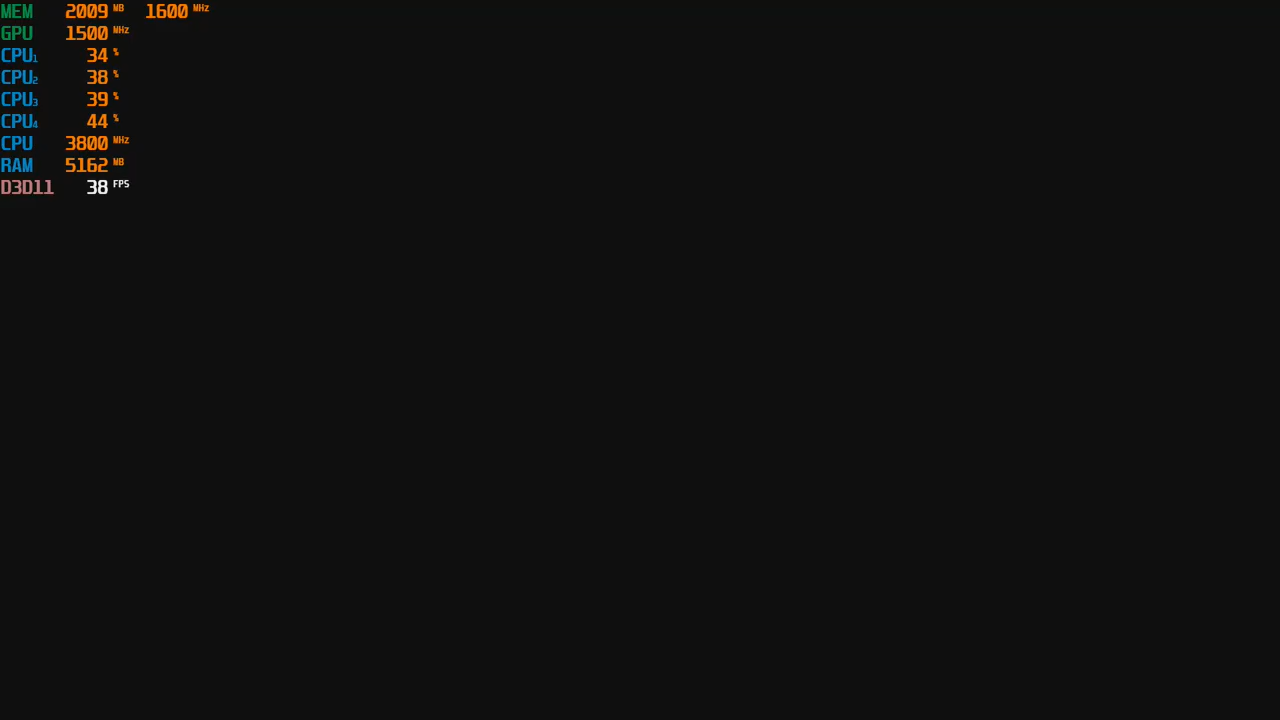 MEM 2009 MB 1600 MHz
GPU 1500 MHz
CPU1 34 %
CPU2 38 %
CPU3 39 %
CPU4 44 %
CPU 3800 MHz
RAM 5162 MB
D3D11 38 FPS